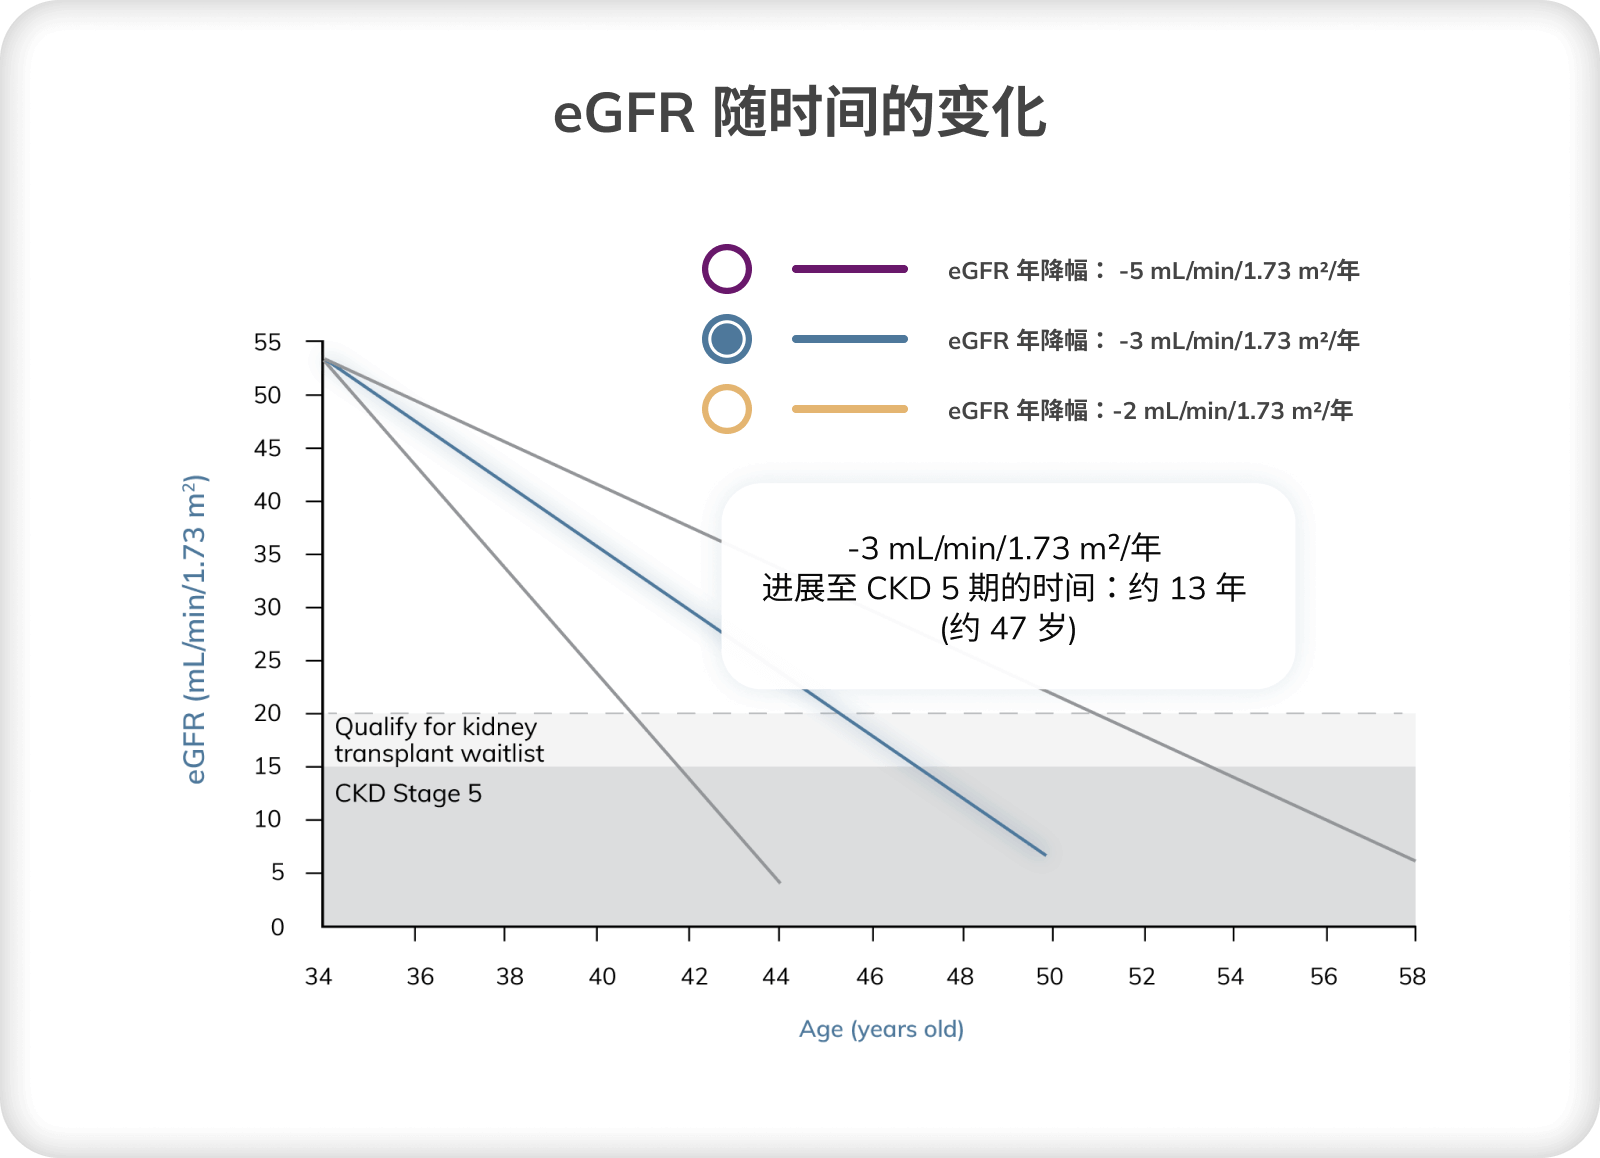 eGFR 随时间的变化
eGFR 年降幅： -5 mL/min/1.73 m²/年
eGFR 年降幅： -3 mL/min/1.73 m²/年
eGFR 年降幅：-2 mL/min/1.73 m²/年
eGFR (mL/min/1.73 m²)
55
50
45
40
35
30
25
20
15
10
5
0
-3 mL/min/1.73 m²/年
进展至 CKD 5 期的时间：约 13 年
(约 47 岁)
Qualify for kidney
transplant waitlist
CKD Stage 5
34 36 38 40 42 44 46 48 50 52 54 56 58
Age (years old)